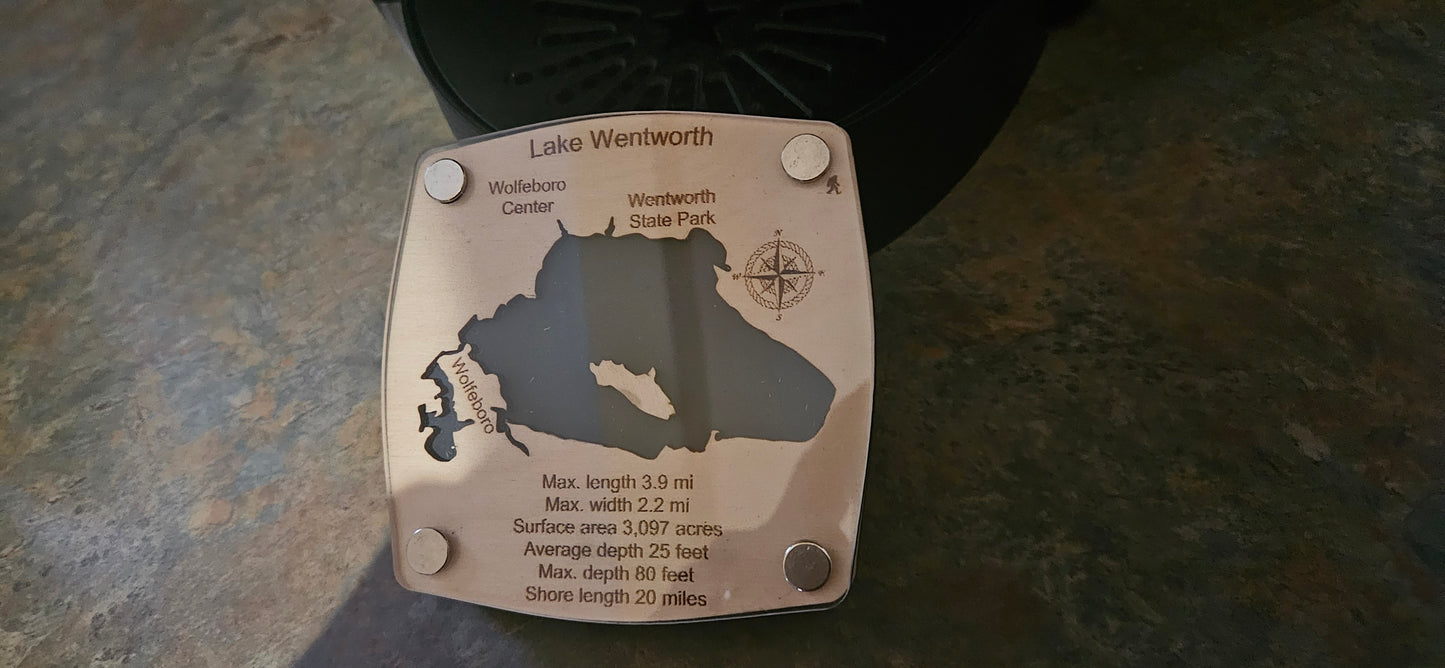 Lake Wentworth
Wolfeboro
Center
Wentworth
State Park
N
W
E
S
Wolfeboro
Max. length 3.9 mi
Max. width 2.2 mi
Surface area 3,097 acres
Average depth 25 feet
Max. depth 80 feet
Shore length 20 miles